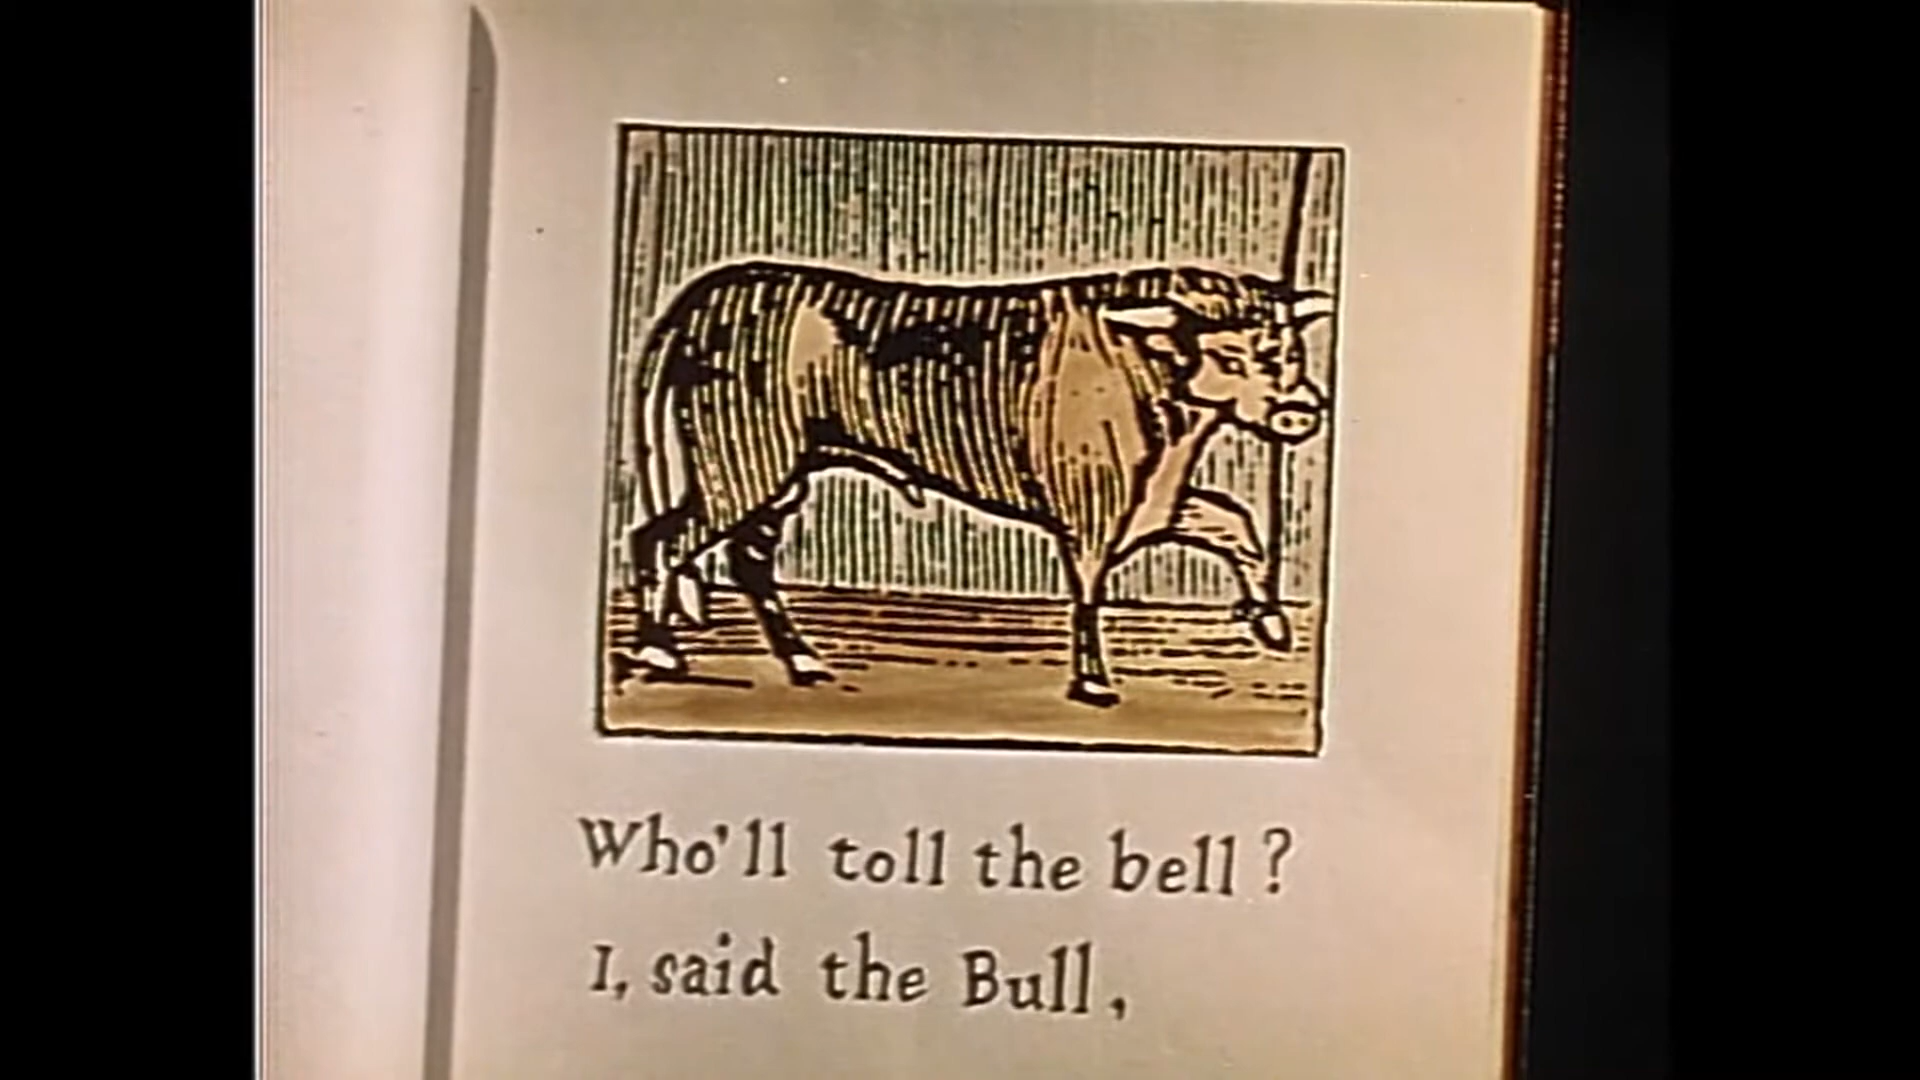 Who'll toll the bell?
I, said the Bull,